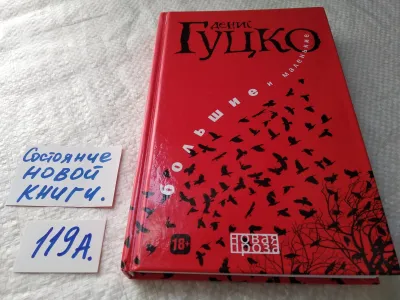 Денис
Гуцко
большие и маленькие
18+
новая
проза
Состояние
новой
книги.
119А.